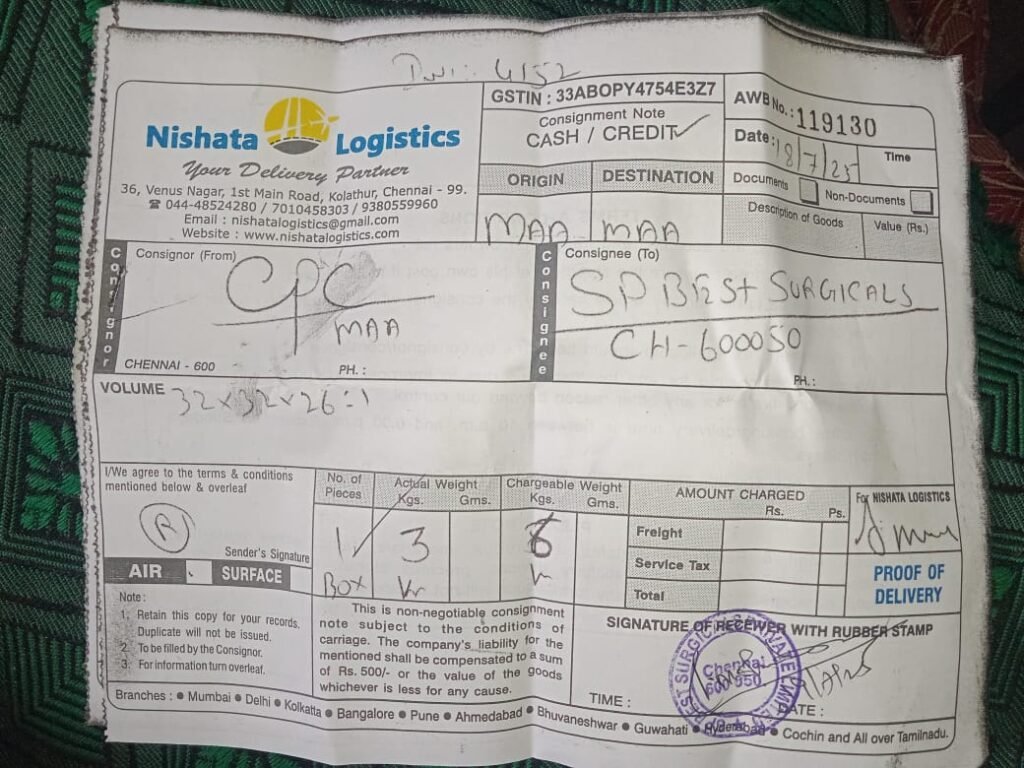 4152
Nishata Logistics
Your Delivery Partner
36, Venus Nagar, 1st Main Road, Kolathur, Chennai - 99.
☎ 044-48524280 / 7010458303 / 9380559960
Email : nishatalogistics@gmail.com
Website : www.nishatalogistics.com
GSTIN : 33ABOPY4754E3Z7
Consignment Note
CASH / CREDIT ✓
ORIGIN DESTINATION
MAA MAA
AWB No. : 119130
Date : 18/7/25 Time
Documents Non-Documents
Description of Goods Value (Rs.)
Consignor
Consignor (From)
CPC
MAA
CHENNAI - 600 PH. :
Consignee
Consignee (To)
SP BEST SURGICALS
CH-600050
PH. :
VOLUME 32x32x26=1
I/We agree to the terms & conditions
mentioned below & overleaf
R
Sender's Signature
AIR SURFACE
No. of Pieces Actual Weight Kgs. Gms. Chargeable Weight Kgs. Gms.
1 ✓ 3 6
BOX
AMOUNT CHARGED
Rs. Ps.
Freight
Service Tax
Total
For NISHATA LOGISTICS
PROOF OF
DELIVERY
Note :
1. Retain this copy for your records.
Duplicate will not be issued.
2. To be filled by the Consignor.
3. For information turn overleaf.
This is non-negotiable consignment
note subject to the conditions of
carriage. The company's liability for the
mentioned shall be compensated to a sum
of Rs. 500/- or the value of the goods
whichever is less for any cause.
SIGNATURE OF RECEIVER WITH RUBBER STAMP
Chennai
TIME : DATE :
Branches : ● Mumbai ● Delhi ● Kolkatta ● Bangalore ● Pune ● Ahmedabad ● Bhuvaneshwar ● Guwahati ● Hyderabad ● Cochin and All over Tamilnadu.